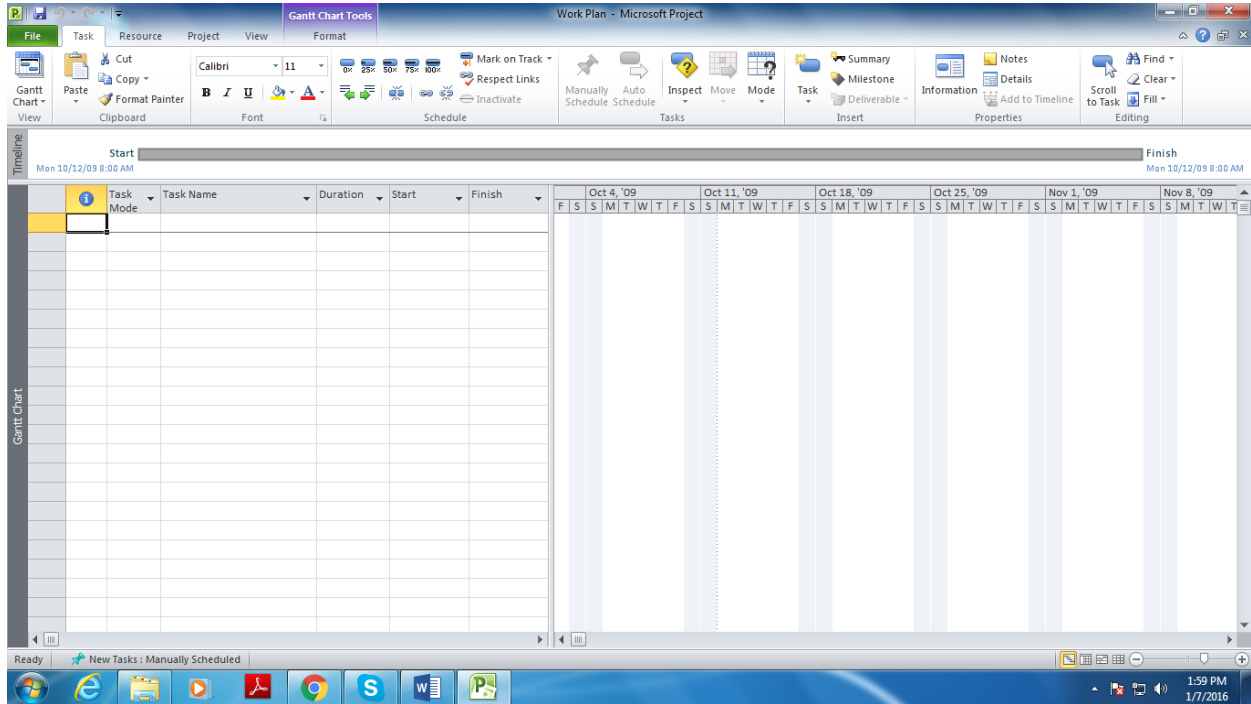 Gantt Chart Tools
Work Plan - Microsoft Project
File Task Resource Project View Format
Gantt Chart
View
Paste
Cut
Copy
Format Painter
Clipboard
Calibri 11
B I U A
Font
0× 25× 50× 75× 100×
Mark on Track
Respect Links
Inactivate
Schedule
Manually Schedule
Auto Schedule
Inspect
Move
Mode
Tasks
Task
Summary
Milestone
Deliverable
Insert
Information
Notes
Details
Add to Timeline
Properties
Scroll to Task
Find
Clear
Fill
Editing
Timeline
Start
Mon 10/12/09 8:00 AM
Finish
Mon 10/12/09 8:00 AM
Task Mode Task Name Duration Start Finish
Oct 4, '09 Oct 11, '09 Oct 18, '09 Oct 25, '09 Nov 1, '09 Nov 8, '09
F S S M T W T F S S M T W T F S S M T W T F S S M T W T F S S M T W T F S S M T W T
Gantt Chart
Ready New Tasks : Manually Scheduled
1:59 PM
1/7/2016